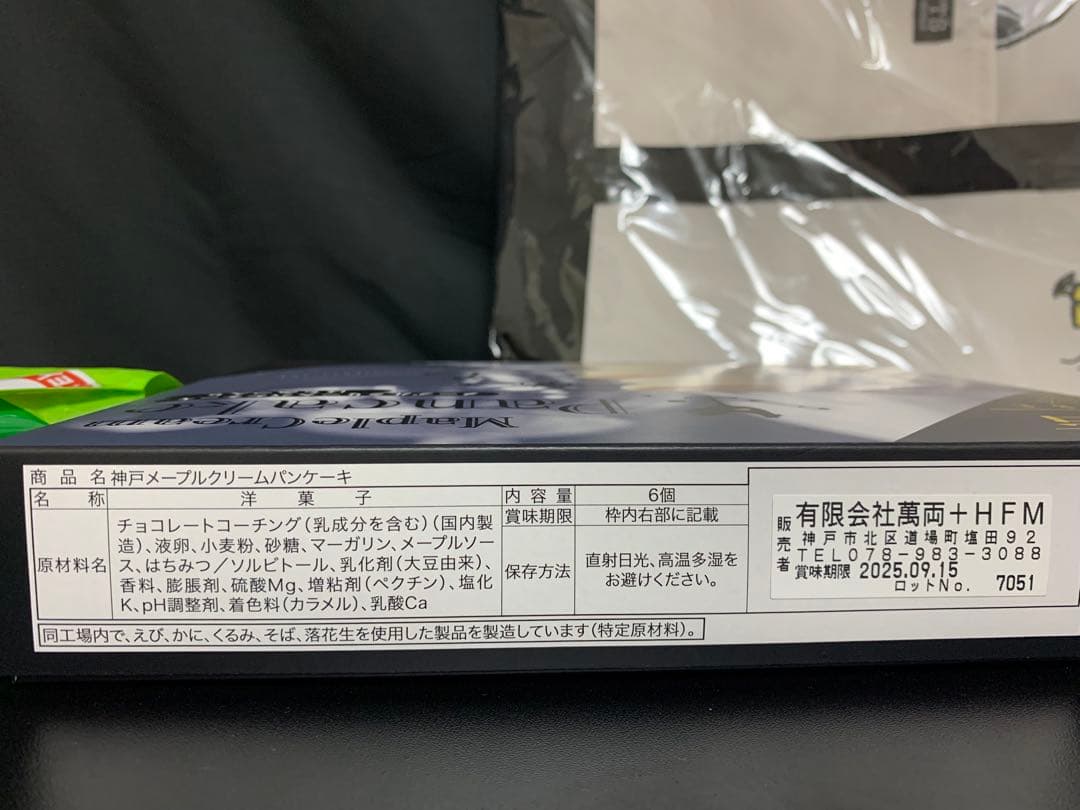 Maple Cream
Pan Cake
商品名 神戸メープルクリームパンケーキ
名称 洋菓子
原材料名 チョコレートコーチング(乳成分を含む)(国内製
造)、液卵、小麦粉、砂糖、マーガリン、メープルソー
ス、はちみつ/ソルビトール、乳化剤(大豆由来)、
香料、膨脹剤、硫酸Mg、増粘剤(ペクチン)、塩化
K、pH調整剤、着色料(カラメル)、乳酸Ca
内容量 6個
賞味期限 枠内右部に記載
保存方法 直射日光、高温多湿を
お避けください。
販売者 有限会社萬両+HFM
神戸市北区道場町塩田92
TEL078-983-3088
賞味期限 2025.09.15
ロットNo. 7051
同工場内で、えび、かに、くるみ、そば、落花生を使用した製品を製造しています(特定原材料)。